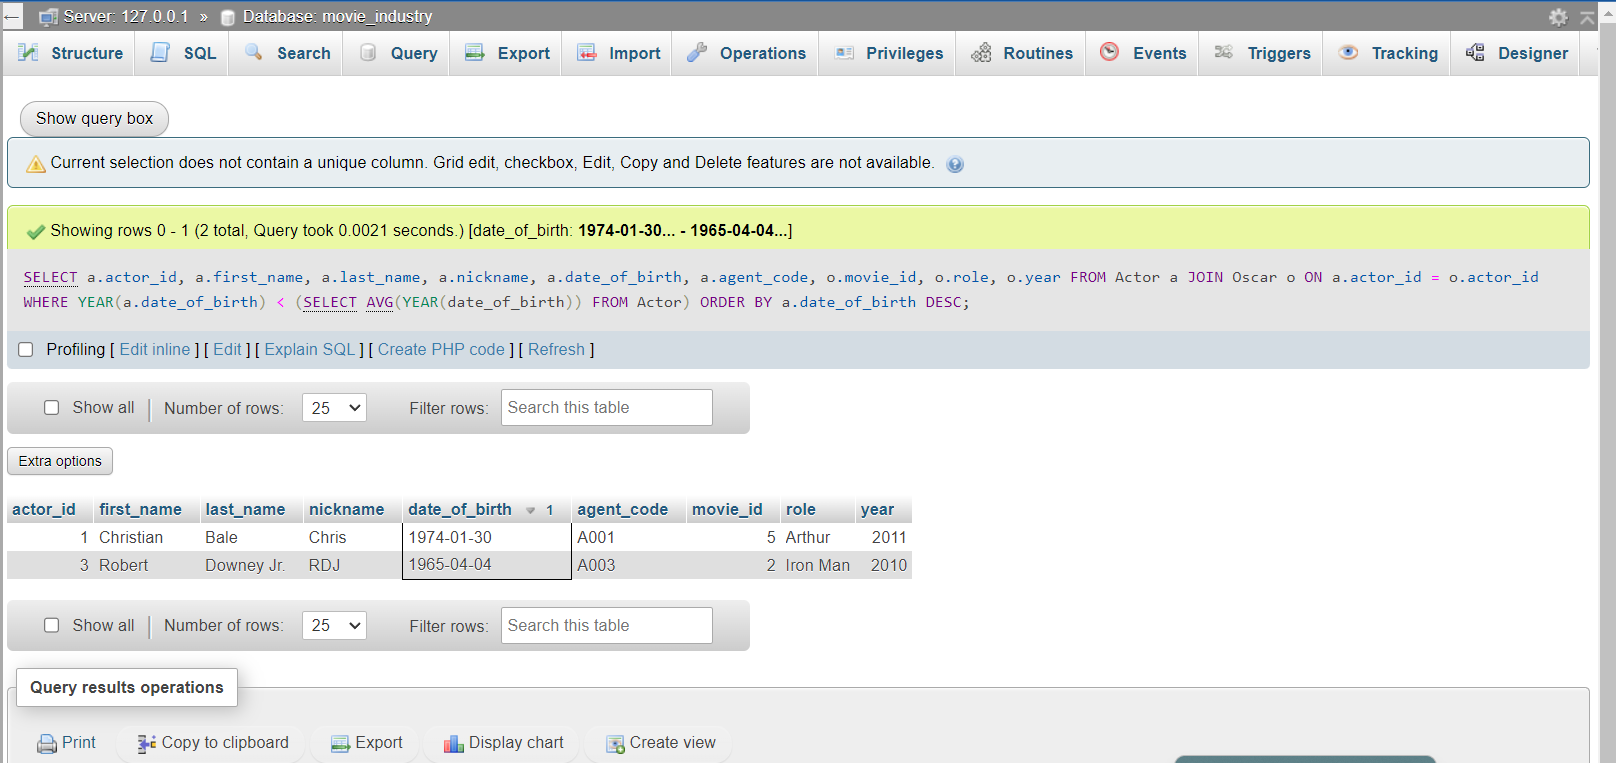 Server: 127.0.0.1 » Database: movie_industry
Structure SQL Search Query Export Import Operations Privileges Routines Events Triggers Tracking Designer
Show query box
Current selection does not contain a unique column. Grid edit, checkbox, Edit, Copy and Delete features are not available.
Showing rows 0 - 1 (2 total, Query took 0.0021 seconds.) [date_of_birth: 1974-01-30... - 1965-04-04...]
SELECT a.actor_id, a.first_name, a.last_name, a.nickname, a.date_of_birth, a.agent_code, o.movie_id, o.role, o.year FROM Actor a JOIN Oscar o ON a.actor_id = o.actor_id
WHERE YEAR(a.date_of_birth) < (SELECT AVG(YEAR(date_of_birth)) FROM Actor) ORDER BY a.date_of_birth DESC;
Profiling [ Edit inline ] [ Edit ] [ Explain SQL ] [ Create PHP code ] [ Refresh ]
Show all Number of rows: 25 Filter rows: Search this table
Extra options
actor_id first_name last_name nickname date_of_birth 1 agent_code movie_id role year
1 Christian Bale Chris 1974-01-30 A001 5 Arthur 2011
3 Robert Downey Jr. RDJ 1965-04-04 A003 2 Iron Man 2010
Show all Number of rows: 25 Filter rows: Search this table
Query results operations
Print Copy to clipboard Export Display chart Create view